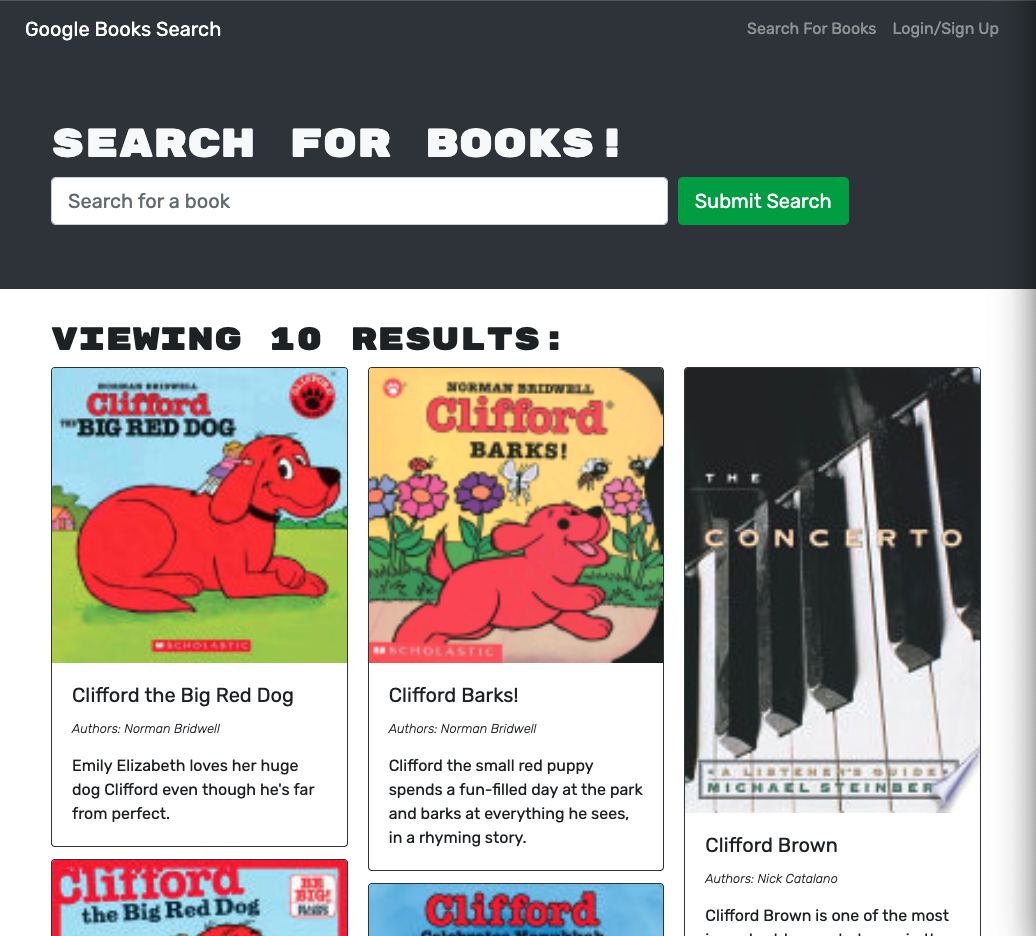 Google Books Search
Search For Books
Login/Sign Up
SEARCH FOR BOOKS!
Search for a book
Submit Search
VIEWING 10 RESULTS:
NORMAN BRIDWELL
Clifford
THE BIG RED DOG
SCHOLASTIC
Clifford the Big Red Dog
Authors: Norman Bridwell
Emily Elizabeth loves her huge
dog Clifford even though he's far
from perfect.
NORMAN BRIDWELL
Clifford®
BARKS!
SCHOLASTIC
Clifford Barks!
Authors: Norman Bridwell
Clifford the small red puppy
spends a fun-filled day at the park
and barks at everything he sees,
in a rhyming story.
THE
CONCERTO
A LISTENER'S GUIDE
MICHAEL STEINBER
Clifford Brown
Authors: Nick Catalano
Clifford Brown is one of the most
Clifford
the Big Red Dog
BE
BIG!
Clifford